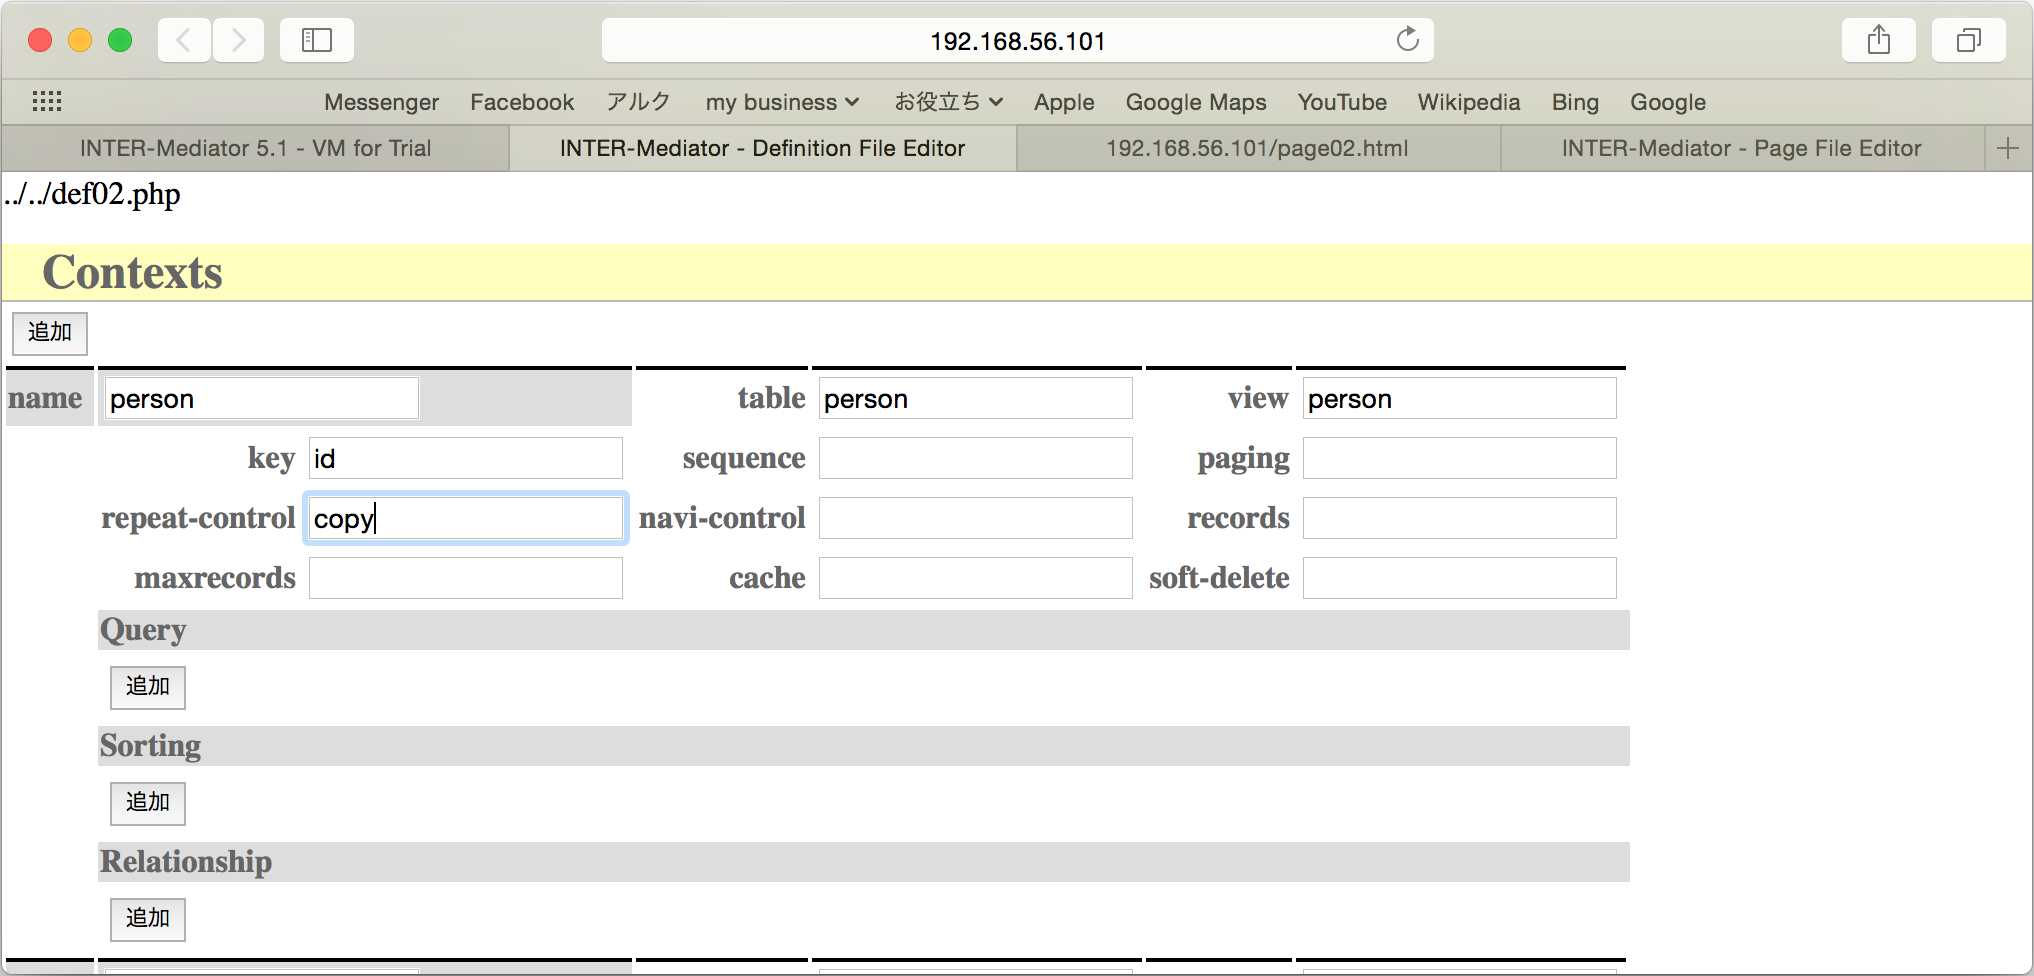 192.168.56.101
Messenger Facebook アルク my business お役立ち Apple Google Maps YouTube Wikipedia Bing Google
INTER-Mediator 5.1 - VM for Trial INTER-Mediator - Definition File Editor 192.168.56.101/page02.html INTER-Mediator - Page File Editor
../../def02.php
Contexts
追加
name person table person view person
key id sequence paging
repeat-control copy navi-control records
maxrecords cache soft-delete
Query
追加
Sorting
追加
Relationship
追加